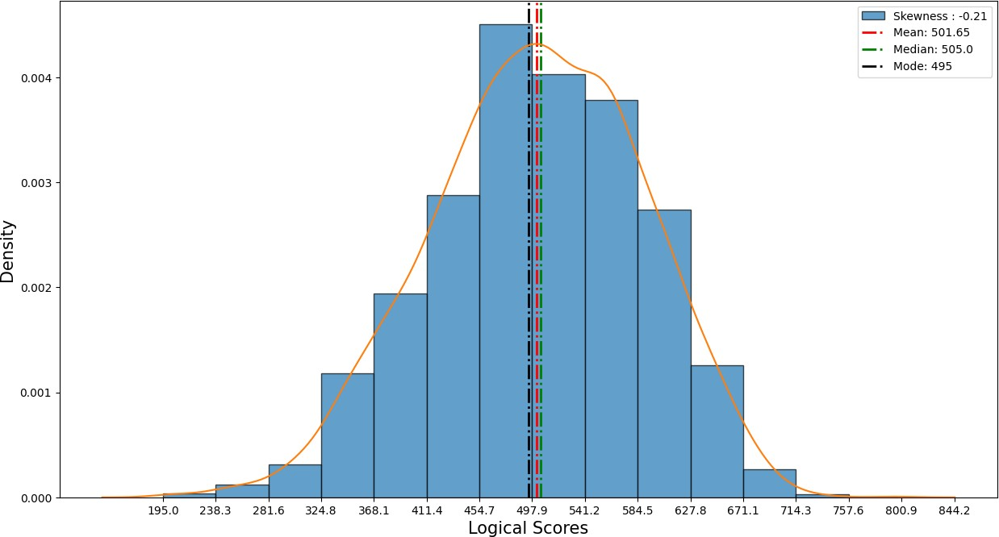 Skewness : -0.21
Mean: 501.65
Median: 505.0
Mode: 495
Density
0.004
0.003
0.002
0.001
0.000
195.0 238.3 281.6 324.8 368.1 411.4 454.7 497.9 541.2 584.5 627.8 671.1 714.3 757.6 800.9 844.2
Logical Scores